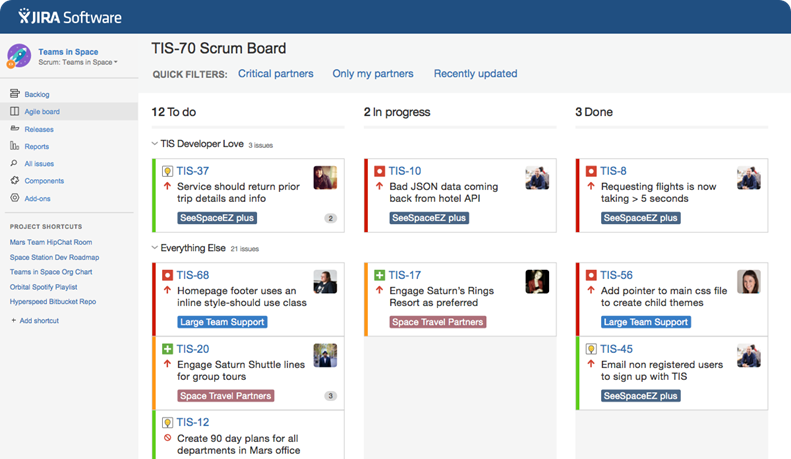 JIRA Software
Teams in Space
Scrum: Teams in Space
Backlog
Agile board
Releases
Reports
All issues
Components
Add-ons
PROJECT SHORTCUTS
Mars Team HipChat Room
Space Station Dev Roadmap
Teams in Space Org Chart
Orbital Spotify Playlist
Hyperspeed Bitbucket Repo
+ Add shortcut
TIS-70 Scrum Board
QUICK FILTERS: Critical partners Only my partners Recently updated
12 To do
2 In progress
3 Done
TIS Developer Love 3 issues
TIS-37
Service should return prior
trip details and info
SeeSpaceEZ plus
2
TIS-10
Bad JSON data coming
back from hotel API
SeeSpaceEZ plus
TIS-8
Requesting flights is now
taking > 5 seconds
SeeSpaceEZ plus
Everything Else 21 issues
TIS-68
Homepage footer uses an
inline style-should use class
Large Team Support
TIS-17
Engage Saturn's Rings
Resort as preferred
Space Travel Partners
TIS-56
Add pointer to main css file
to create child themes
Large Team Support
TIS-20
Engage Saturn Shuttle lines
for group tours
Space Travel Partners
3
TIS-45
Email non registered users
to sign up with TIS
SeeSpaceEZ plus
TIS-12
Create 90 day plans for all
departments in Mars office